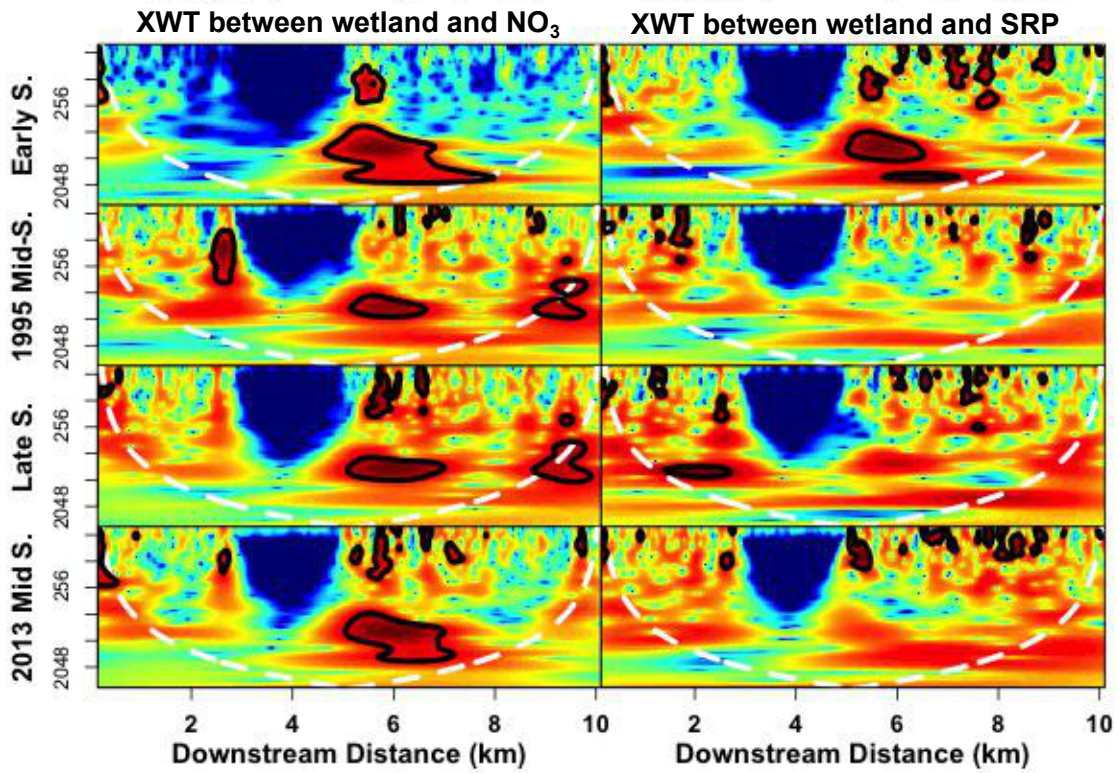 XWT between wetland and NO₃
XWT between wetland and SRP
Early S.
256
2048
1995 Mid-S.
256
2048
Late S.
256
2048
2013 Mid S.
256
2048
2 4 6 8 10
2 4 6 8 10
Downstream Distance (km)
Downstream Distance (km)